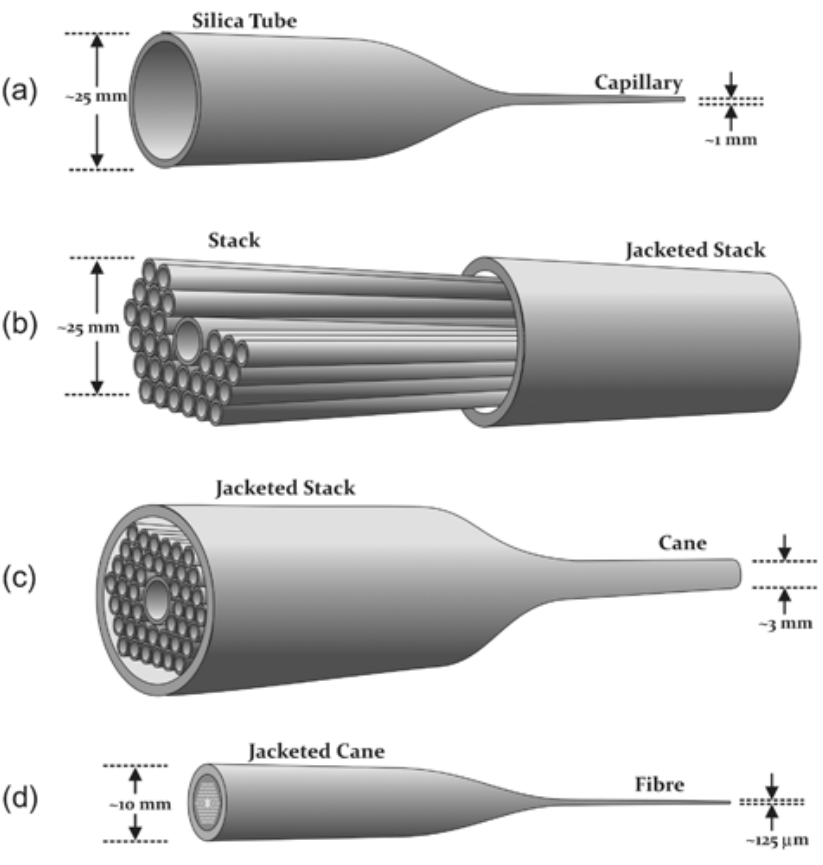 Silica Tube
(a)
~25 mm
Capillary
~1 mm
Stack
Jacketed Stack
(b)
~25 mm
Jacketed Stack
(c)
Cane
~3 mm
Jacketed Cane
(d)
~10 mm
Fibre
~125 μm